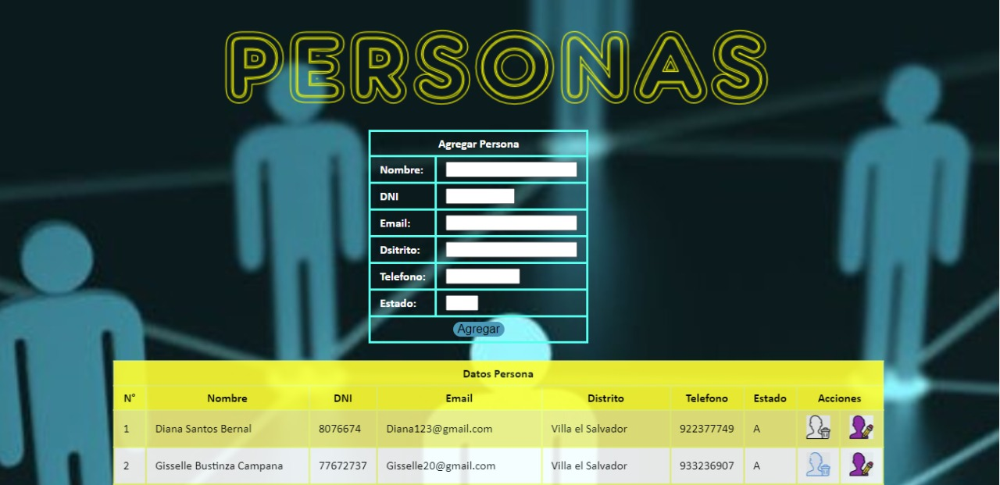 PERSONAS
Agregar Persona
Nombre:
DNI
Email:
Dsitrito:
Telefono:
Estado:
Agregar
Datos Persona
N° Nombre DNI Email Distrito Telefono Estado Acciones
1 Diana Santos Bernal 8076674 Diana123@gmail.com Villa el Salvador 922377749 A
2 Gisselle Bustinza Campana 77672737 Gisselle20@gmail.com Villa el Salvador 933236907 A